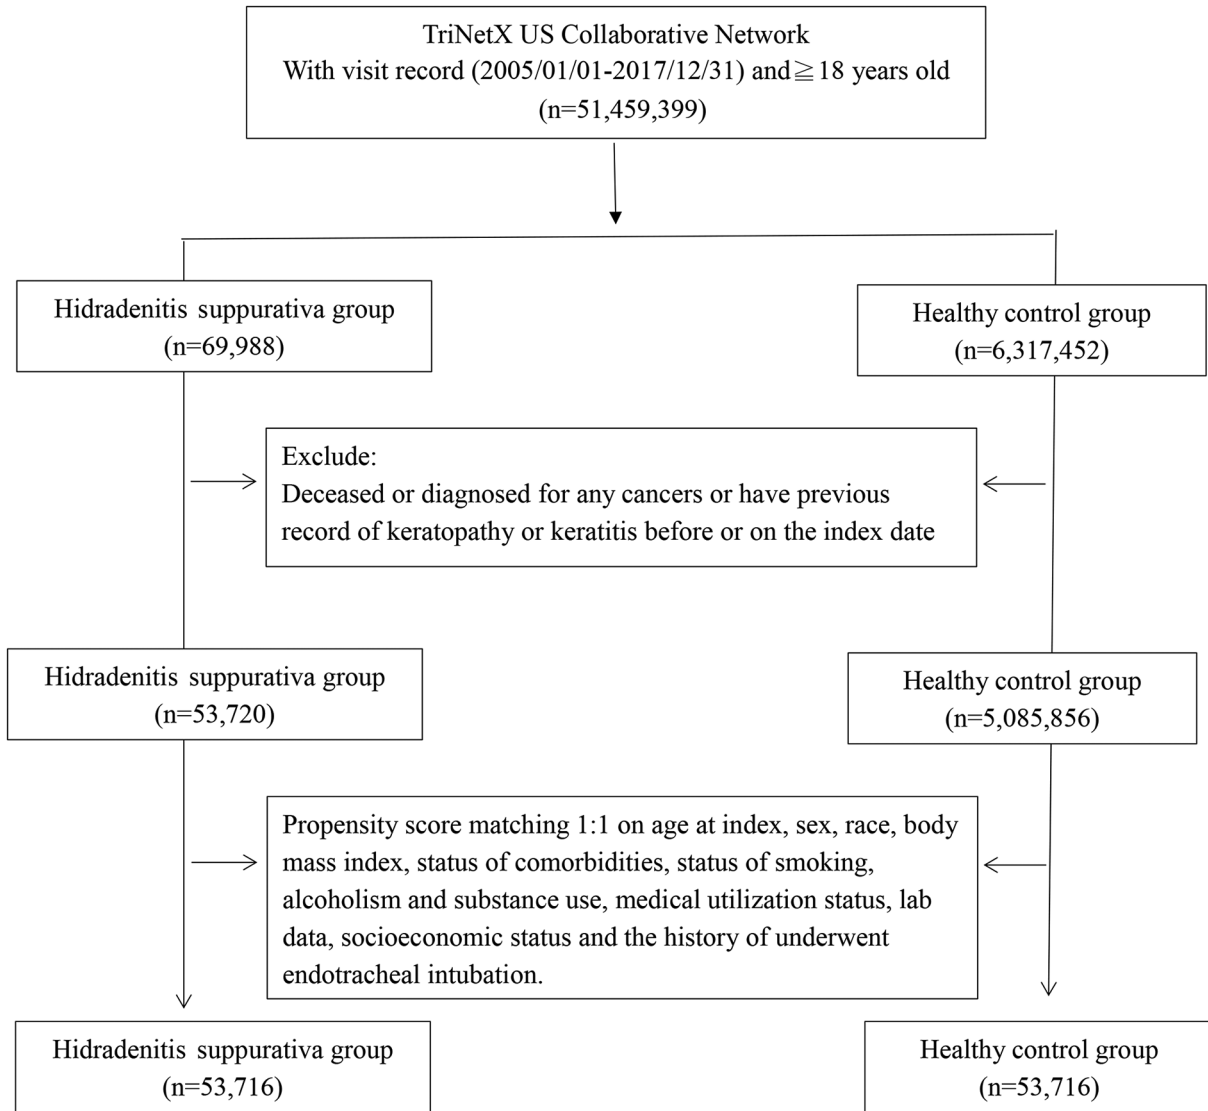 TriNetX US Collaborative Network
With visit record (2005/01/01-2017/12/31) and≧18 years old
(n=51,459,399)
Hidradenitis suppurativa group
(n=69,988)
Healthy control group
(n=6,317,452)
Exclude:
Deceased or diagnosed for any cancers or have previous
record of keratopathy or keratitis before or on the index date
Hidradenitis suppurativa group
(n=53,720)
Healthy control group
(n=5,085,856)
Propensity score matching 1:1 on age at index, sex, race, body
mass index, status of comorbidities, status of smoking,
alcoholism and substance use, medical utilization status, lab
data, socioeconomic status and the history of underwent
endotracheal intubation.
Hidradenitis suppurativa group
(n=53,716)
Healthy control group
(n=53,716)